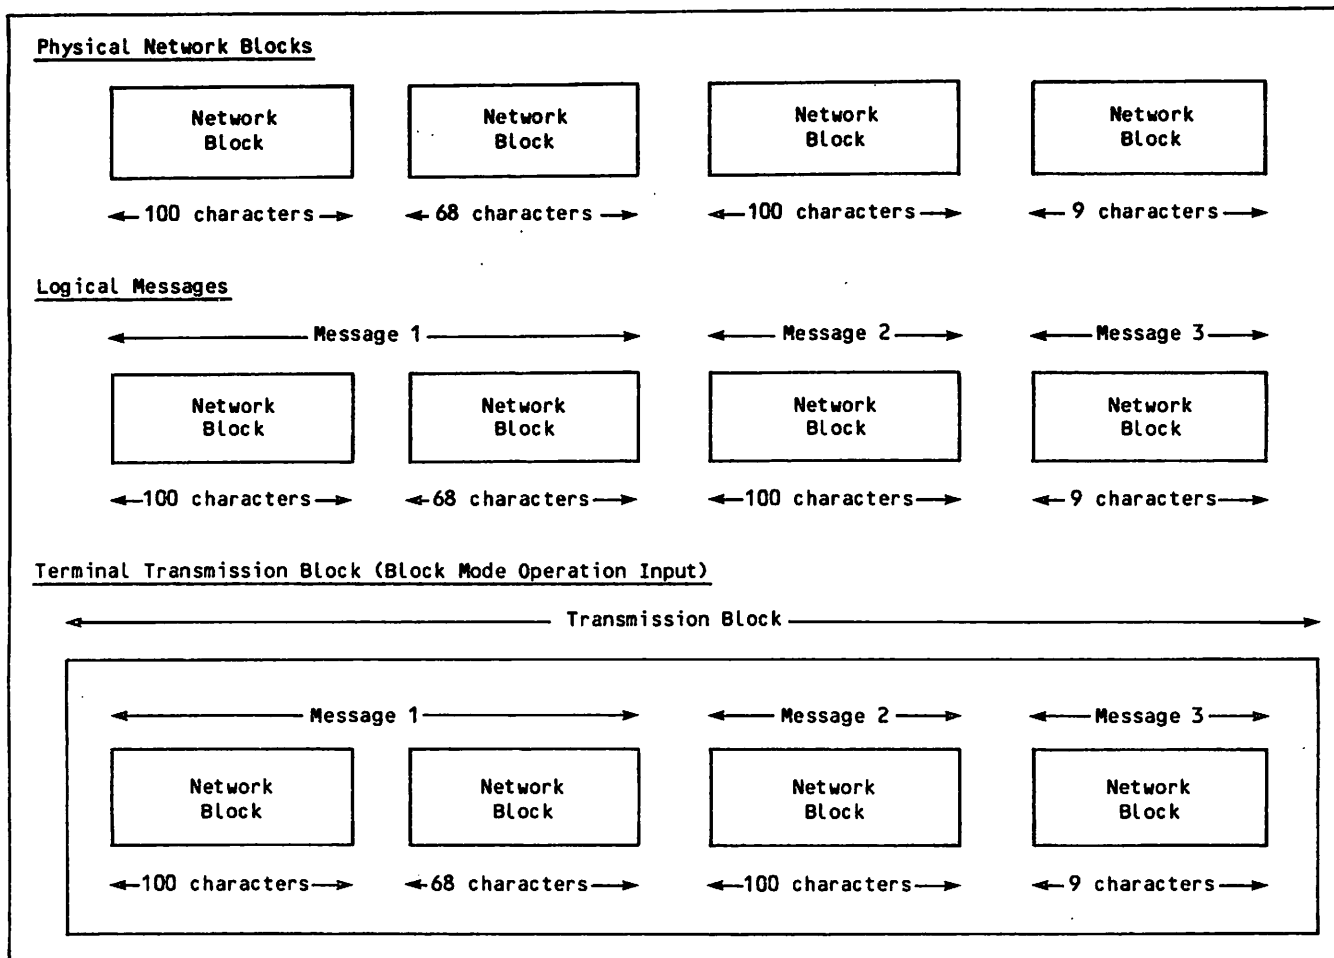 Physical Network Blocks
Network Block
Network Block
Network Block
Network Block
100 characters
68 characters
100 characters
9 characters
Logical Messages
Message 1
Message 2
Message 3
Network Block
Network Block
Network Block
Network Block
100 characters
68 characters
100 characters
9 characters
Terminal Transmission Block (Block Mode Operation Input)
Transmission Block
Message 1
Message 2
Message 3
Network Block
Network Block
Network Block
Network Block
100 characters
68 characters
100 characters
9 characters